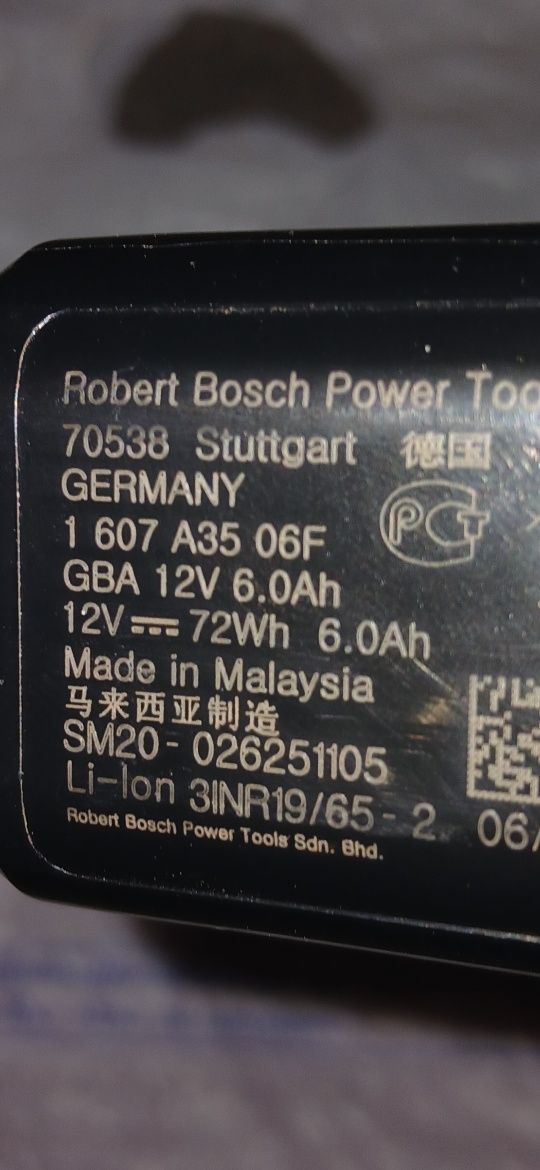 Robert Bosch Power Too
70538 Stuttgart 德国
GERMANY
PCT
1 607 A35 06F
GBA 12V 6.0Ah
12V⎓72Wh 6.0Ah
Made in Malaysia
马来西亚制造
SM20 - 026251105
Li-Ion 3INR19/65-2 06/
Robert Bosch Power Tools Sdn. Bhd.